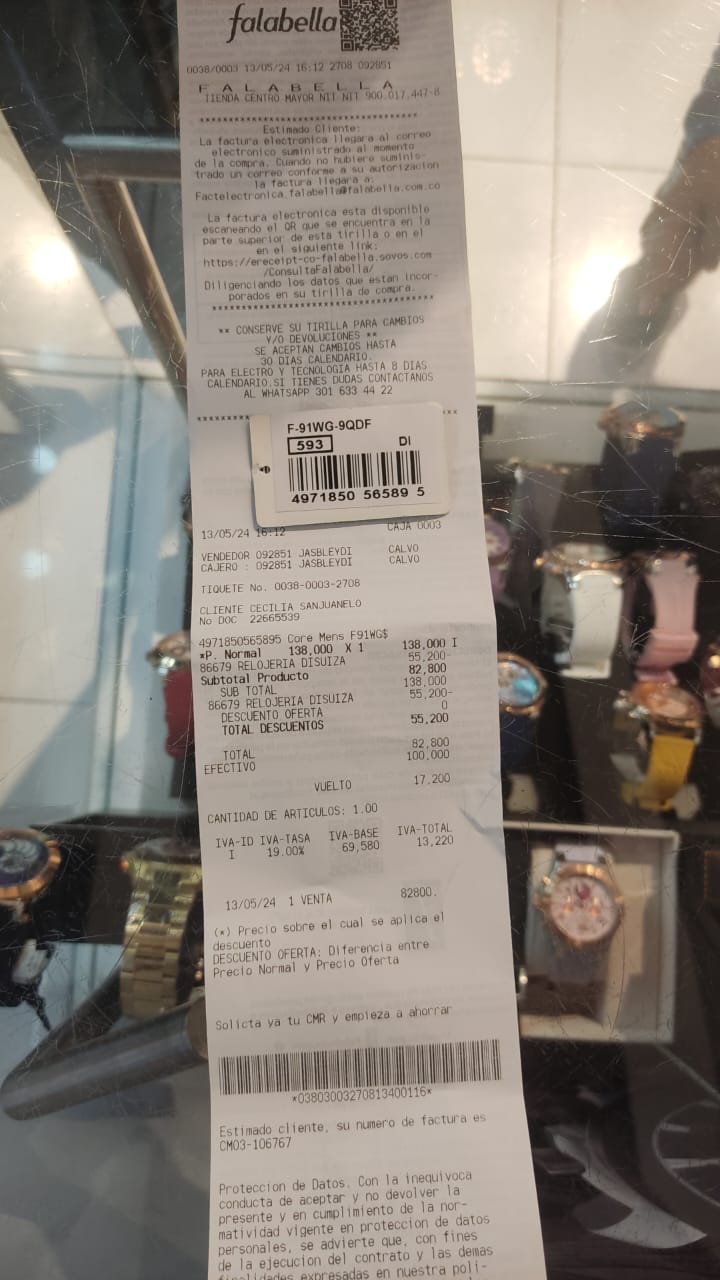 falabella
0038/0003 13/05/24 16:12 2708 092851
F A L A B E L L A
TIENDA CENTRO MAYOR NIT NIT 900.017.447-8
****************************************
Estimado Cliente:
La factura electronica llegara al correo
electronico suministrado al momento
de la compra. Cuando no hubiere suminis-
trado un correo conforme a su autorizacion
la factura llegara a:
Factelectronica.falabella@falabella.com.co
La factura electronica esta disponible
escaneando el QR que se encuentra en la
parte superior de esta tirilla o en el
en el siguiente link:
https://ereceipt-co-falabella.sovos.com
/ConsultaFalabella/
Diligenciando los datos que estan incor-
porados en su tirilla de compra.
****************************************
** CONSERVE SU TIRILLA PARA CAMBIOS
Y/O DEVOLUCIONES **
SE ACEPTAN CAMBIOS HASTA
30 DIAS CALENDARIO.
PARA ELECTRO Y TECNOLOGIA HASTA 8 DIAS
CALENDARIO.SI TIENES DUDAS CONTACTANOS
AL WHATSAPP 301 633 44 22
F-91WG-9QDF
593 DI
4971850 56589 5
13/05/24 16:12 CAJA 0003
VENDEDOR 092851 JASBLEYDI CALVO
CAJERO : 092851 JASBLEYDI CALVO
TIQUETE No. 0038-0003-2708
CLIENTE CECILIA SANJUANELO
No DOC 22665539
4971850565895 Core Mens F91WG$
*P. Normal 138,000 X 1 138,000 I
86679 RELOJERIA DISUIZA 55,200-
Subtotal Producto 82,800
SUB TOTAL 138,000
86679 RELOJERIA DISUIZA 55,200-
DESCUENTO OFERTA 0
TOTAL DESCUENTOS 55,200
TOTAL 82,800
EFECTIVO 100,000
VUELTO 17.200
CANTIDAD DE ARTICULOS: 1.00
IVA-ID IVA-TASA IVA-BASE IVA-TOTAL
I 19.00% 69,580 13,220
13/05/24 1 VENTA 82800.
(*) Precio sobre el cual se aplica el
descuento
DESCUENTO OFERTA: Diferencia entre
Precio Normal y Precio Oferta
Solicta ya tu CMR y empieza a ahorrar
*03803003270813400116*
Estimado cliente, su numero de factura es
CM03-106767
Proteccion de Datos. Con la inequivoca
conducta de aceptar y no devolver la
presente y en cumplimiento de la nor-
matividad vigente en proteccion de datos
personales, se advierte que, con fines
de la ejecucion del contrato y las demas
finalidades expresadas en nuestra poli-